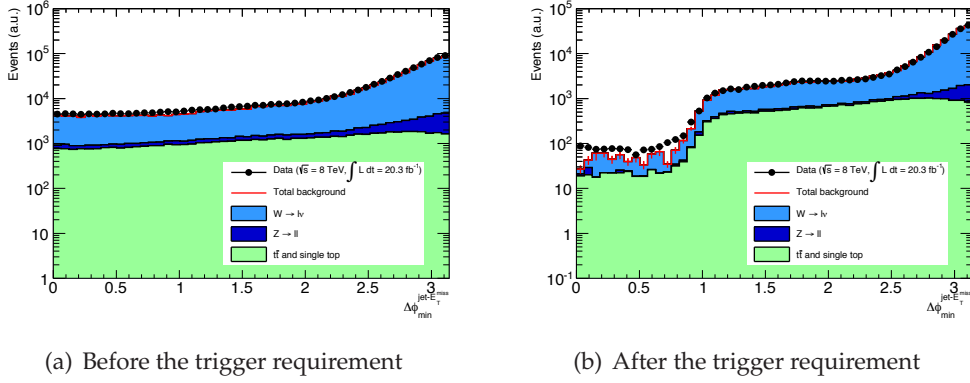 Events (a.u.)
10⁶
10⁵
10⁴
10³
10²
10
1
Data (√s = 8 TeV, ∫ L dt = 20.3 fb⁻¹)
Total background
W → lν
Z → ll
tt̄ and single top
0 0.5 1 1.5 2 2.5 3
Δϕ_min^jet-E_T^miss
Events (a.u.)
10⁵
10⁴
10³
10²
10
1
10⁻¹
Data (√s = 8 TeV, ∫ L dt = 20.3 fb⁻¹)
Total background
W → lν
Z → ll
tt̄ and single top
0 0.5 1 1.5 2 2.5 3
Δϕ_min^jet-E_T^miss
(a) Before the trigger requirement
(b) After the trigger requirement